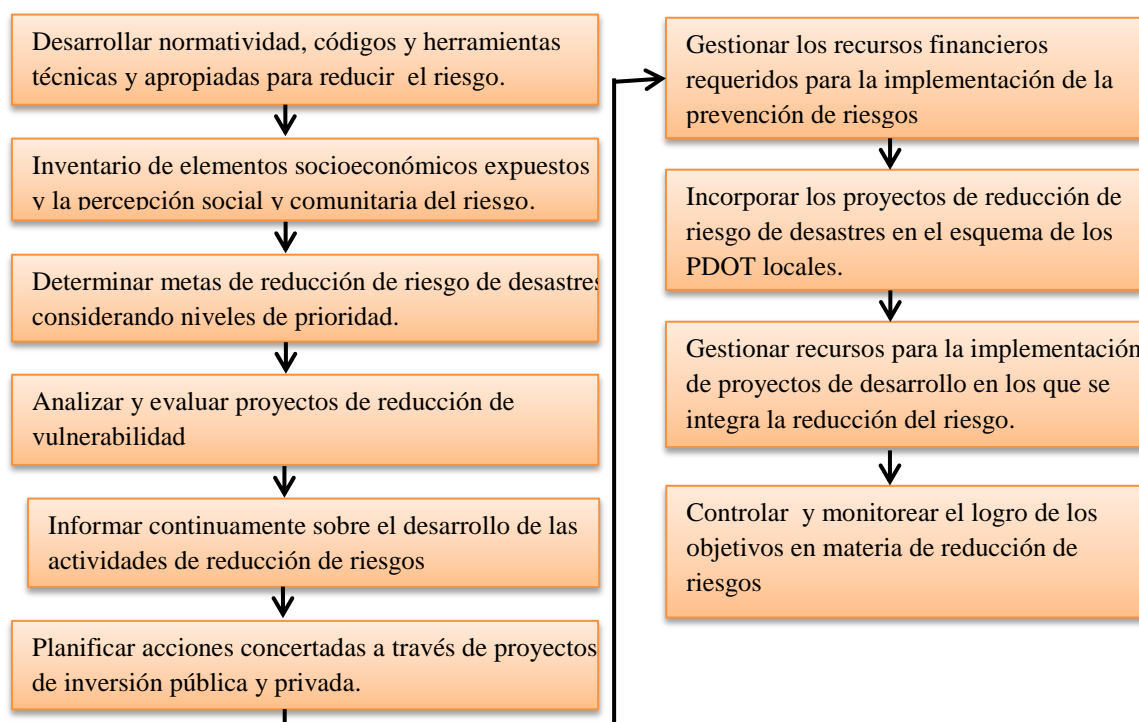 Desarrollar normatividad, códigos y herramientas
técnicas y apropiadas para reducir el riesgo.
Inventario de elementos socioeconómicos expuestos
y la percepción social y comunitaria del riesgo.
Determinar metas de reducción de riesgo de desastres
considerando niveles de prioridad.
Analizar y evaluar proyectos de reducción de
vulnerabilidad
Informar continuamente sobre el desarrollo de las
actividades de reducción de riesgos
Planificar acciones concertadas a través de proyectos
de inversión pública y privada.
Gestionar los recursos financieros
requeridos para la implementación de la
prevención de riesgos
Incorporar los proyectos de reducción de
riesgo de desastres en el esquema de los
PDOT locales.
Gestionar recursos para la implementación
de proyectos de desarrollo en los que se
integra la reducción del riesgo.
Controlar y monitorear el logro de los
objetivos en materia de reducción de
riesgos